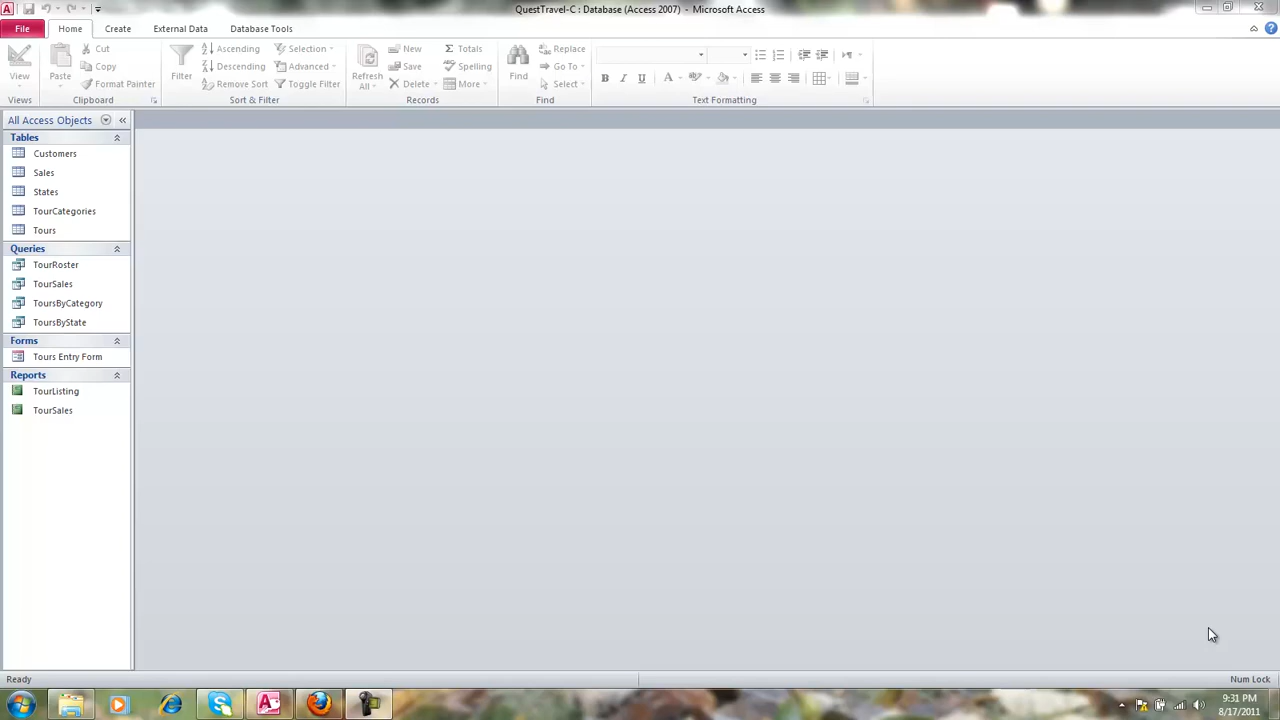 QuestTravel-C : Database (Access 2007) - Microsoft Access
File Home Create External Data Database Tools
View Paste Cut Copy Format Painter Filter Ascending Descending Remove Sort Selection Advanced Toggle Filter Refresh All New Save Delete Totals Spelling More Find Replace Go To Select B I U A
Views Clipboard Sort & Filter Records Find Text Formatting
All Access Objects
Tables
Customers
Sales
States
TourCategories
Tours
Queries
TourRoster
TourSales
ToursByCategory
ToursByState
Forms
Tours Entry Form
Reports
TourListing
TourSales
Ready Num Lock
9:31 PM
8/17/2011